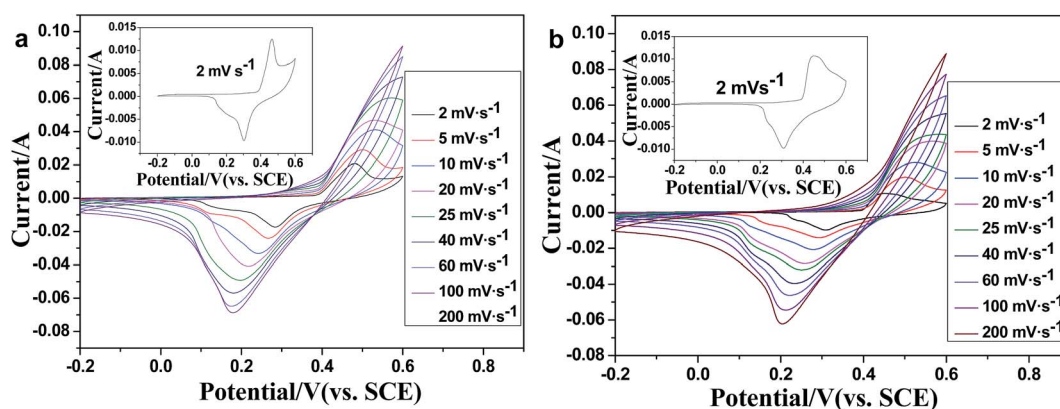 a
Current/A
0.10
0.08
0.06
0.04
0.02
0.00
-0.02
-0.04
-0.06
-0.08
-0.2
0.0
0.2
0.4
0.6
0.8
Potential/V(vs. SCE)
Current/A
0.015
0.010
0.005
0.000
-0.005
-0.010
2 mV s-1
-0.2
0.0
0.2
0.4
0.6
Potential/V(vs. SCE)
2 mV·s-1
5 mV·s-1
10 mV·s-1
20 mV·s-1
25 mV·s-1
40 mV·s-1
60 mV·s-1
100 mV·s-1
200 mV·s-1
b
Current/A
0.10
0.08
0.06
0.04
0.02
0.00
-0.02
-0.04
-0.06
-0.08
-0.2
0.0
0.2
0.4
0.6
0.8
Potential/V(vs. SCE)
Current/A
0.015
0.010
0.005
0.000
-0.005
-0.010
2 mVs-1
-0.2
0.0
0.2
0.4
0.6
Potential/V(vs. SCE)
2 mV·s-1
5 mV·s-1
10 mV·s-1
20 mV·s-1
25 mV·s-1
40 mV·s-1
60 mV·s-1
100 mV·s-1
200 mV·s-1